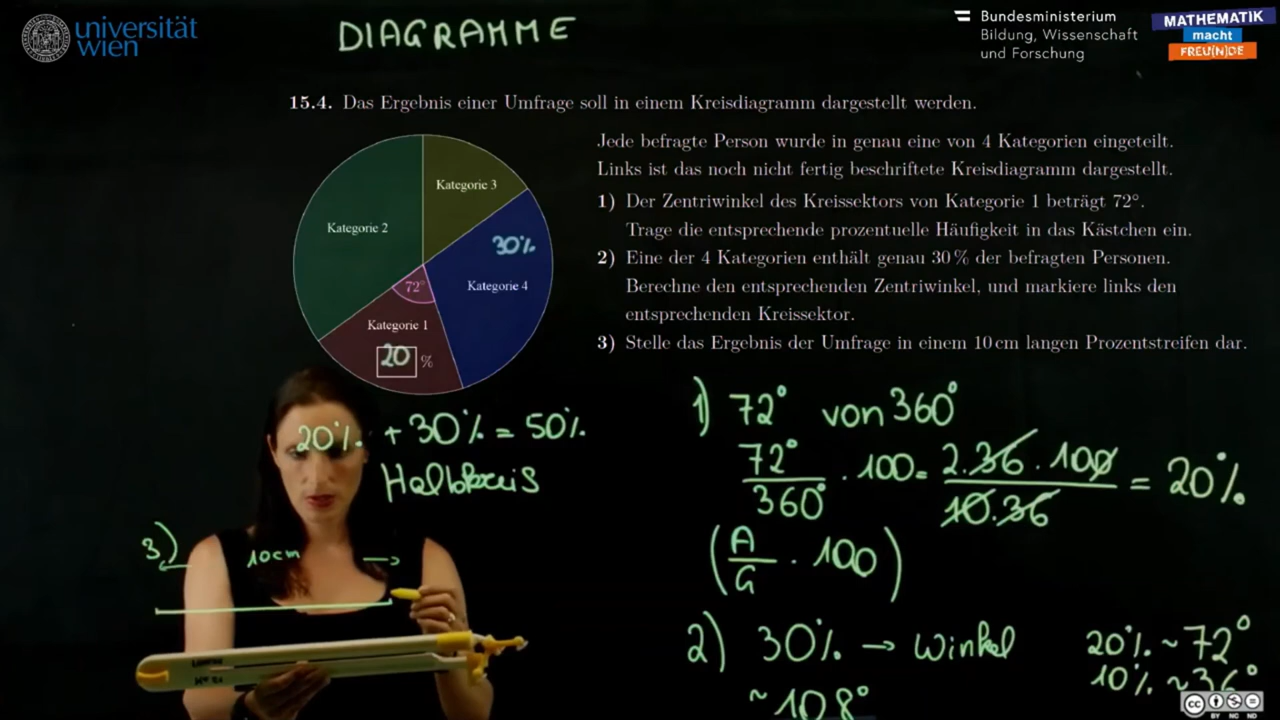 universität
wien
DIAGRAMME
Bundesministerium
Bildung, Wissenschaft
und Forschung
MATHEMATIK
macht
FREU(N)DE
15.4. Das Ergebnis einer Umfrage soll in einem Kreisdiagramm dargestellt werden.
Kategorie 3
Kategorie 2
30%
Kategorie 4
72°
Kategorie 1
20 %
Jede befragte Person wurde in genau eine von 4 Kategorien eingeteilt.
Links ist das noch nicht fertig beschriftete Kreisdiagramm dargestellt.
1) Der Zentriwinkel des Kreissektors von Kategorie 1 beträgt 72°.
Trage die entsprechende prozentuelle Häufigkeit in das Kästchen ein.
2) Eine der 4 Kategorien enthält genau 30 % der befragten Personen.
Berechne den entsprechenden Zentriwinkel, und markiere links den
entsprechenden Kreissektor.
3) Stelle das Ergebnis der Umfrage in einem 10 cm langen Prozentstreifen dar.
20% + 30% = 50%
Halbkreis
3)
10cm
1) 72° von 360°
72°/360° · 100 = 2.36 · 100/10.36 = 20%
(A/G · 100)
2) 30% → Winkel
~108°
20% ~ 72°
10% ~ 36°
cc
BY NC ND